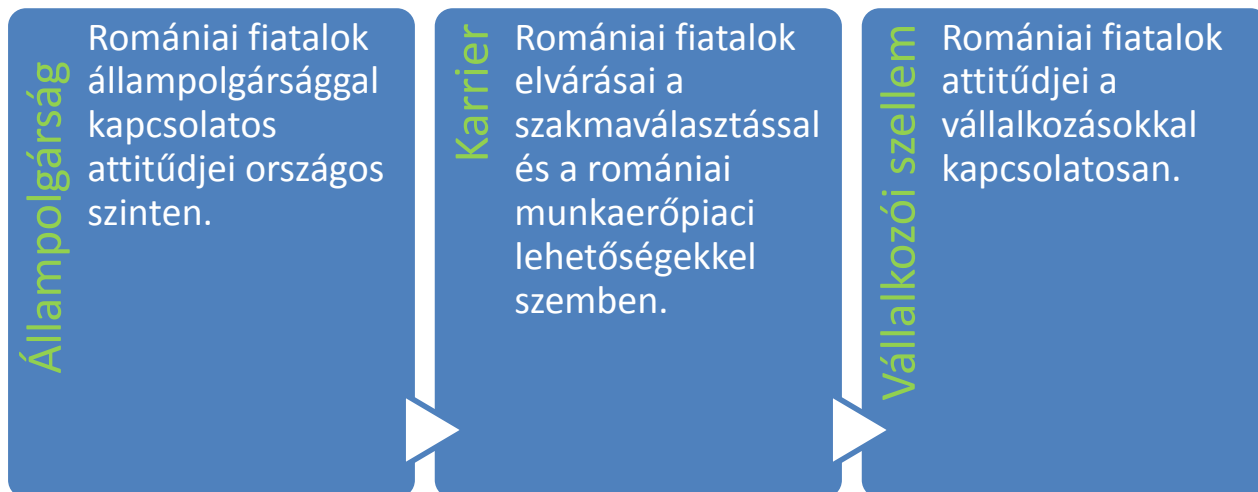 Állampolgárság
Romániai fiatalok
állampolgársággal
kapcsolatos
attitűdjei országos
szinten.
Karrier
Romániai fiatalok
elvárásai a
szakmaválasztással
és a romániai
munkaerőpiaci
lehetőségekkel
szemben.
Vállalkozói szellem
Romániai fiatalok
attitűdjei a
vállalkozásokkal
kapcsolatosan.